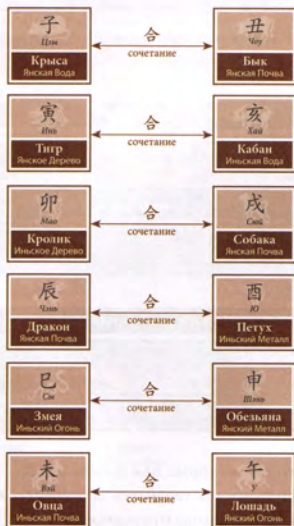 子 合 丑
Цзы Чоу
сочетание
Крыса Бык
Янская Вода Янская Почва
寅 合 亥
Инь Хай
сочетание
Тигр Кабан
Янское Дерево Иньская Вода
卯 合 戌
Мао Сюй
сочетание
Кролик Собака
Иньское Дерево Янская Почва
辰 合 酉
Чэнь Ю
сочетание
Дракон Петух
Янская Почва Иньский Металл
巳 合 申
Сы Шэнь
сочетание
Змея Обезьяна
Иньский Огонь Янский Металл
未 合 午
Вэй У
сочетание
Овца Лошадь
Иньская Почва Янский Огонь